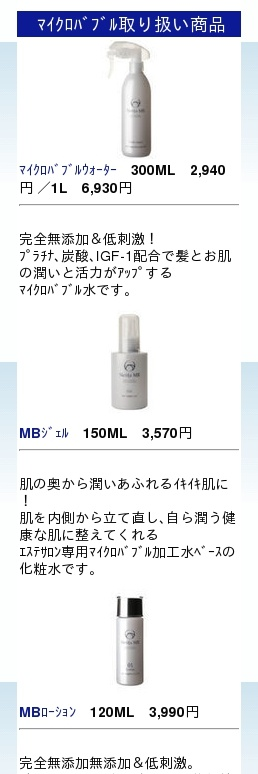 ﾏｲｸﾛﾊﾞﾌﾞﾙ取り扱い商品
ﾏｲｸﾛﾊﾞﾌﾞﾙｳｫｰﾀｰ　300ML　2,940
円 ／1L　6,930円
完全無添加＆低刺激！
ﾌﾟﾗﾁﾅ､炭酸､IGF-1配合で髪とお肌
の潤いと活力がｱｯﾌﾟする
ﾏｲｸﾛﾊﾞﾌﾞﾙ水です。
MBｼﾞｪﾙ　150ML　3,570円
肌の奥から潤いあふれるｲｷｲｷ肌に
！
肌を内側から立て直し､自ら潤う健
康な肌に整えてくれる
ｴｽﾃｻﾛﾝ専用ﾏｲｸﾛﾊﾞﾌﾞﾙ加工水ﾍﾞｰｽの
化粧水です。
MBﾛｰｼｮﾝ　120ML　3,990円
完全無添加無添加＆低刺激。